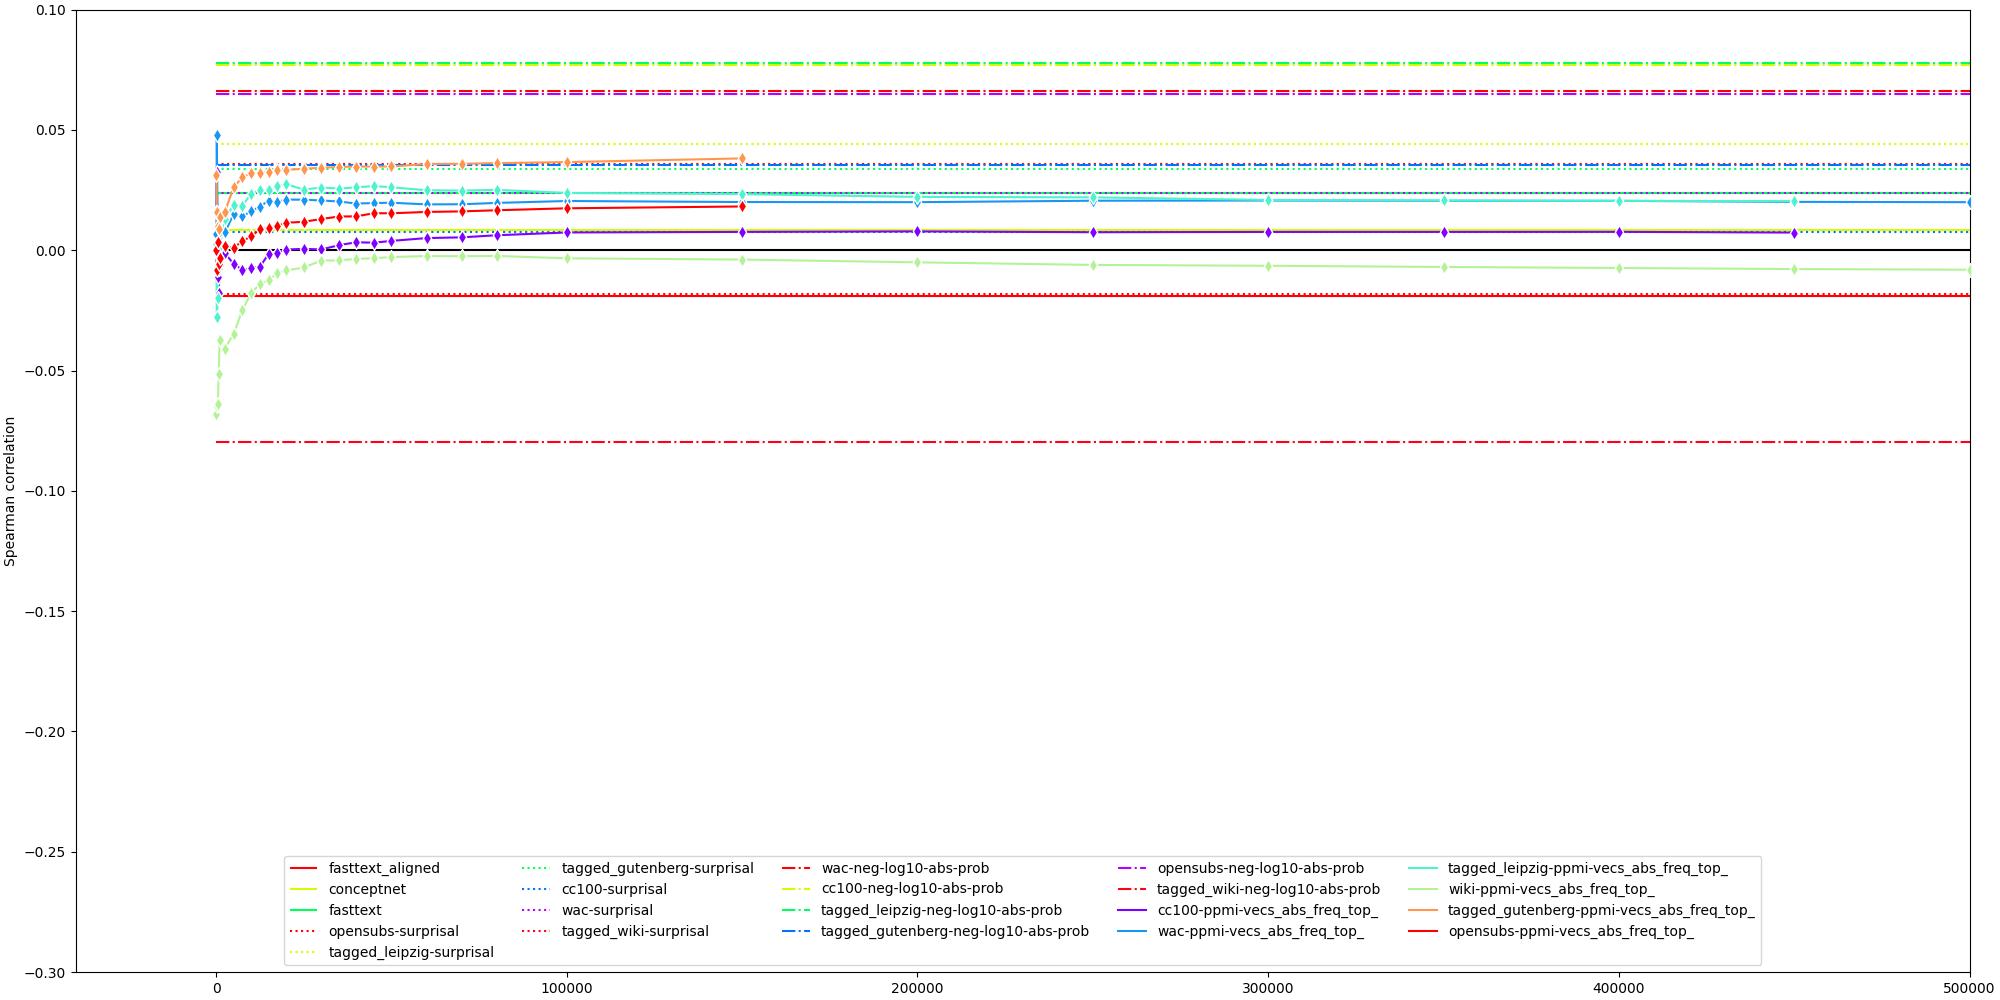 0.10
0.05
0.00
−0.05
−0.10
−0.15
−0.20
−0.25
−0.30
Spearman correlation
0
100000
200000
300000
400000
500000
fasttext_aligned
conceptnet
fasttext
opensubs-surprisal
tagged_leipzig-surprisal
tagged_gutenberg-surprisal
cc100-surprisal
wac-surprisal
tagged_wiki-surprisal
wac-neg-log10-abs-prob
cc100-neg-log10-abs-prob
tagged_leipzig-neg-log10-abs-prob
tagged_gutenberg-neg-log10-abs-prob
opensubs-neg-log10-abs-prob
tagged_wiki-neg-log10-abs-prob
cc100-ppmi-vecs_abs_freq_top_
wac-ppmi-vecs_abs_freq_top_
tagged_leipzig-ppmi-vecs_abs_freq_top_
wiki-ppmi-vecs_abs_freq_top_
tagged_gutenberg-ppmi-vecs_abs_freq_top_
opensubs-ppmi-vecs_abs_freq_top_